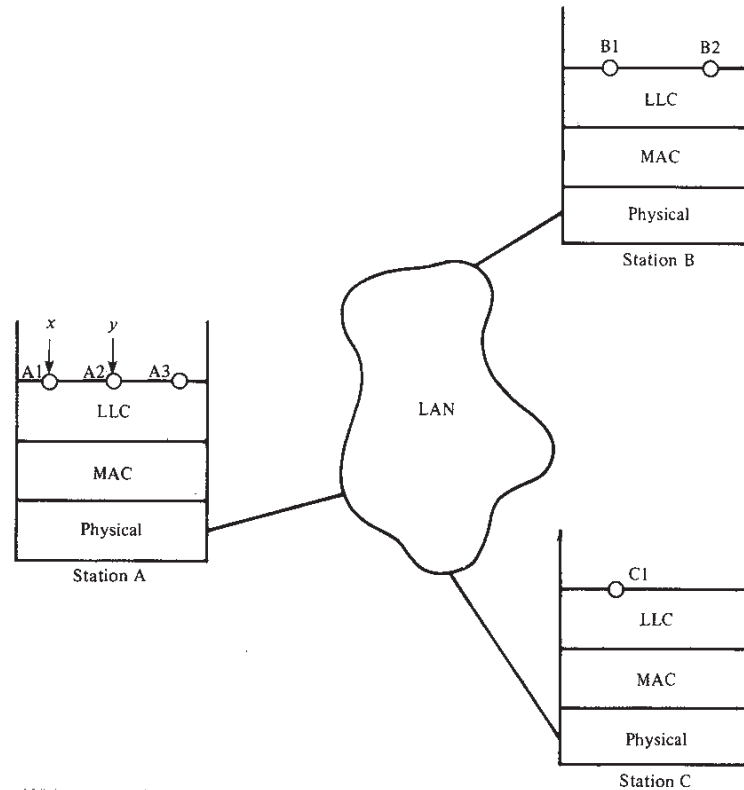 B1 B2
LLC
MAC
Physical
Station B
x y
A1 A2 A3
LLC
MAC
Physical
Station A
LAN
C1
LLC
MAC
Physical
Station C